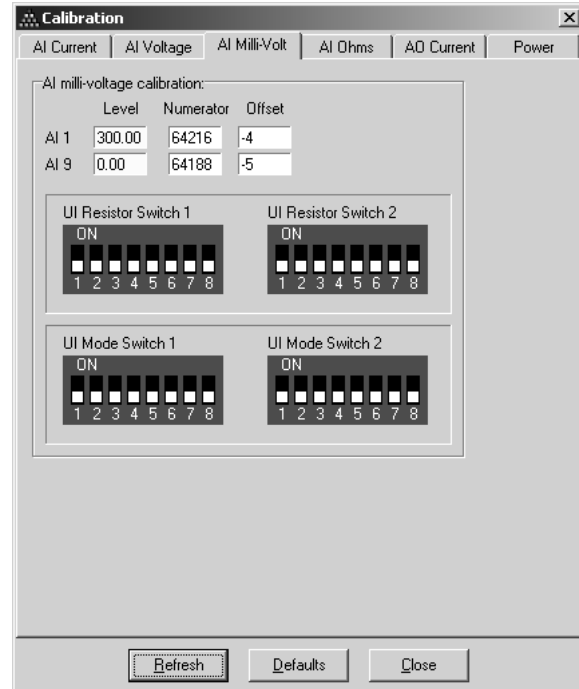 Calibration
AI Current AI Voltage AI Milli-Volt AI Ohms AO Current Power
AI milli-voltage calibration:
Level Numerator Offset
AI 1 300.00 64216 -4
AI 9 0.00 64188 -5
UI Resistor Switch 1 UI Resistor Switch 2
ON ON
1 2 3 4 5 6 7 8 1 2 3 4 5 6 7 8
UI Mode Switch 1 UI Mode Switch 2
ON ON
1 2 3 4 5 6 7 8 1 2 3 4 5 6 7 8
Refresh Defaults Close